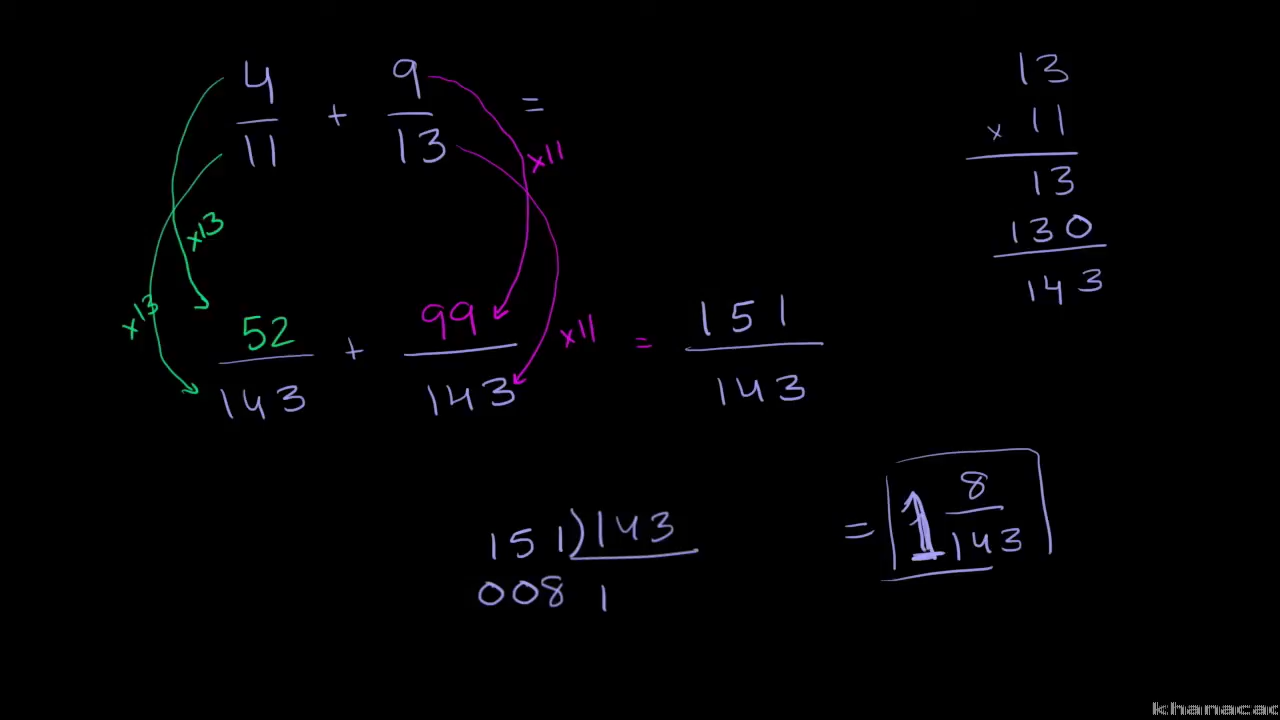 4/11 + 9/13 =
×13
×13
×11
×11
52/143 + 99/143 = 151/143
151)143
008 1
= 1 8/143
13
× 11
13
130
143
khanacac